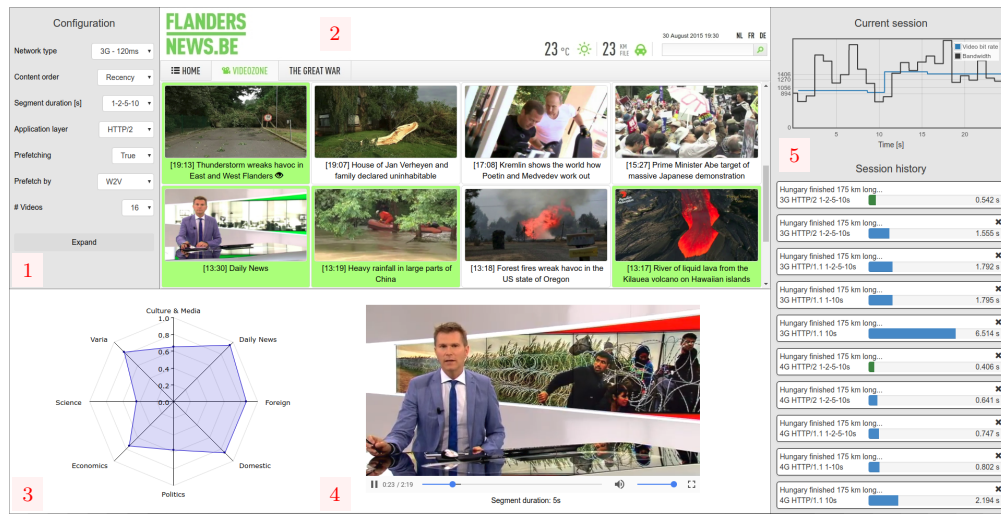 Configuration
Network type 3G - 120ms
Content order Recency
Segment duration [s] 1-2-5-10
Application layer HTTP/2
Prefetching True
Prefetch by W2V
# Videos 16
Expand
1
FLANDERS
NEWS.BE
2
30 August 2015 19:30 NL FR DE
23 °C 23 KM FILE
HOME VIDEOZONE THE GREAT WAR
[19:13] Thunderstorm wreaks havoc in
East and West Flanders
[19:07] House of Jan Verheyen and
family declared uninhabitable
[17:08] Kremlin shows the world how
Poetin and Medvedev work out
[15:27] Prime Minister Abe target of
massive Japanese demonstration
[13:30] Daily News
[13:19] Heavy rainfall in large parts of
China
[13:18] Forest fires wreak havoc in the
US state of Oregon
[13:17] River of liquid lava from the
Kilauea volcano on Hawaiian islands
Culture & Media
Daily News
Foreign
Domestic
Politics
Economics
Science
Varia
1,0
0,8
0,6
0,4
0,2
0,0
3
0:23 / 2:19
Segment duration: 5s
4
Current session
Video bit rate
Bandwidth
1406
1270
1056
894
0
5 10 15 20
Time [s]
5
Session history
Hungary finished 175 km long...
3G HTTP/2 1-2-5-10s 0.542 s
Hungary finished 175 km long...
3G HTTP/2 1-2-5-10s 1.555 s
Hungary finished 175 km long...
3G HTTP/1.1 1-2-5-10s 1.792 s
Hungary finished 175 km long...
3G HTTP/1.1 1-10s 1.795 s
Hungary finished 175 km long...
3G HTTP/1.1 10s 6.514 s
Hungary finished 175 km long...
4G HTTP/2 1-2-5-10s 0.406 s
Hungary finished 175 km long...
4G HTTP/2 1-2-5-10s 0.641 s
Hungary finished 175 km long...
4G HTTP/1.1 1-2-5-10s 0.747 s
Hungary finished 175 km long...
4G HTTP/1.1 1-10s 0.802 s
Hungary finished 175 km long...
4G HTTP/1.1 10s 2.194 s